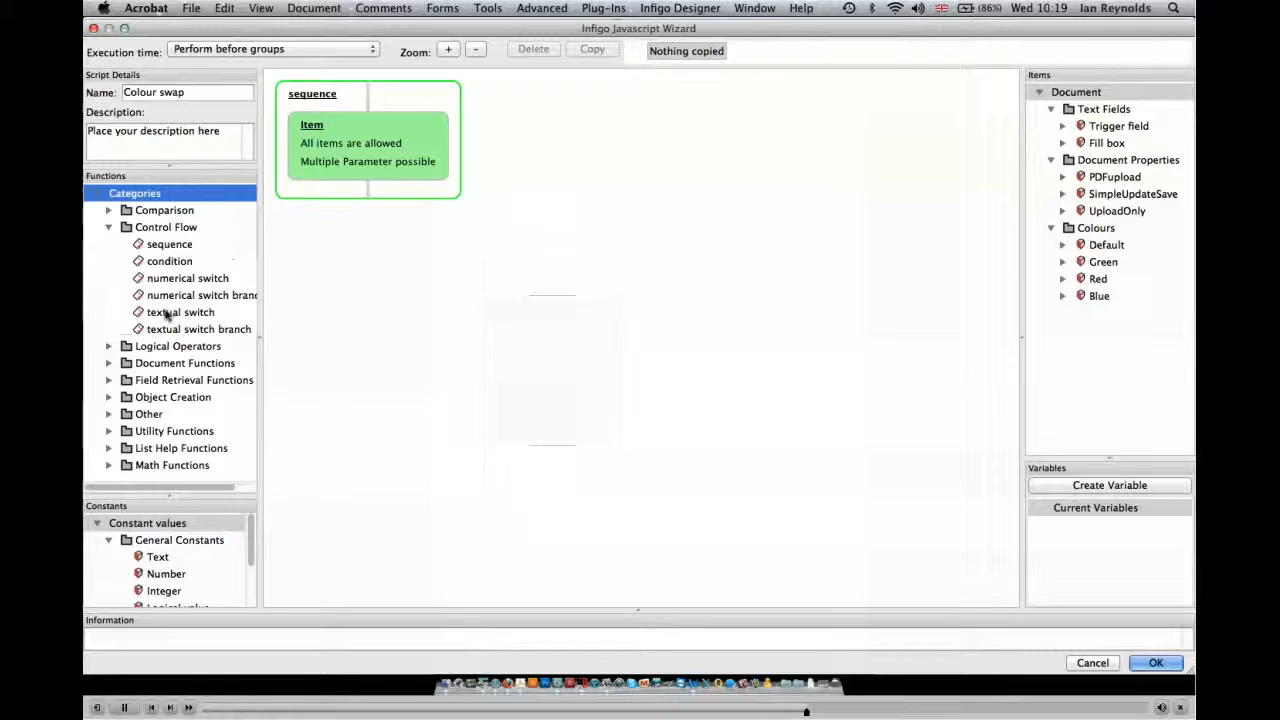 Acrobat File Edit View Document Comments Forms Tools Advanced Plug-Ins Infigo Designer Window Help (86%) Wed 10:19 Ian Reynolds
Infigo Javascript Wizard
Execution time: Perform before groups Zoom: + - Delete Copy Nothing copied
Script Details
Name: Colour swap
Description:
Place your description here
Functions
Categories
Comparison
Control Flow
sequence
condition
numerical switch
numerical switch branc
textual switch
textual switch branch
Logical Operators
Document Functions
Field Retrieval Functions
Object Creation
Other
Utility Functions
List Help Functions
Math Functions
Constants
Constant values
General Constants
Text
Number
Integer
Logical value
sequence
Item
All items are allowed
Multiple Parameter possible
Items
Document
Text Fields
Trigger field
Fill box
Document Properties
PDFupload
SimpleUpdateSave
UploadOnly
Colours
Default
Green
Red
Blue
Variables
Create Variable
Current Variables
Information
Cancel OK